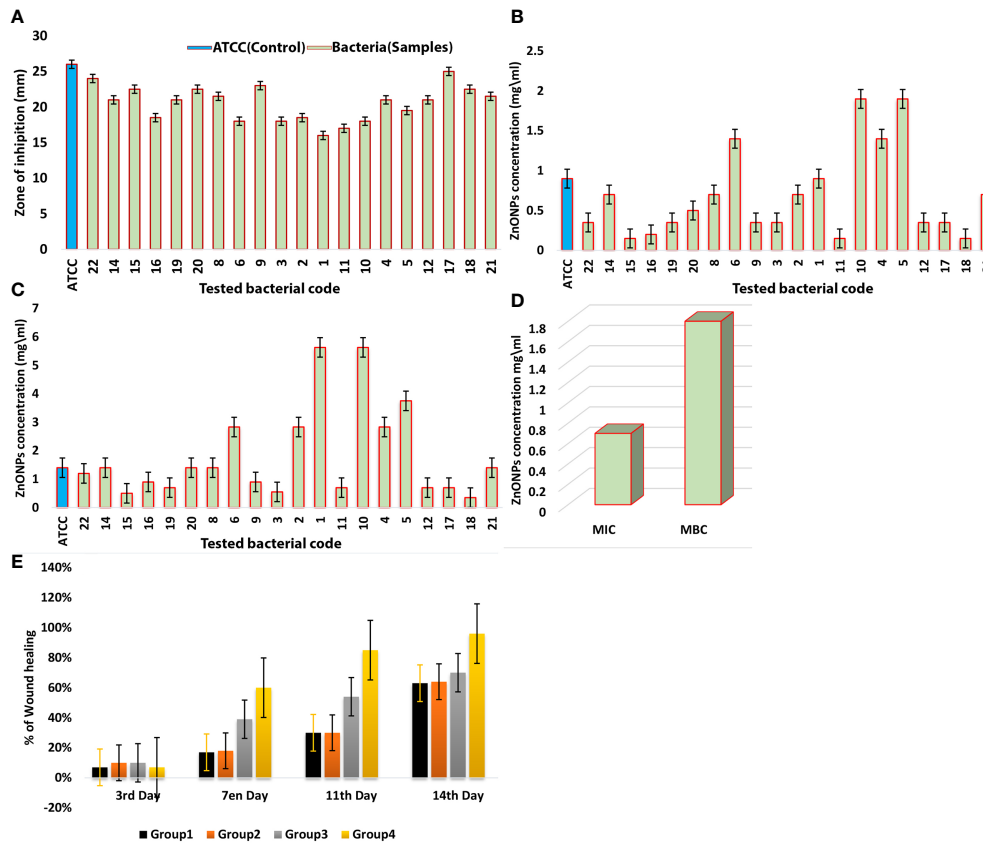 A
Zone of inhipition (mm)
30
25
20
15
10
5
0
ATCC(Control) Bacteria(Samples)
ATCC 22 14 15 16 19 20 8 6 9 3 2 1 11 10 4 5 12 17 18 21
Tested bacterial code
B
ZnONPs concentration (mg\ml)
2.5
2
1.5
1
0.5
0
ATCC 22 14 15 16 19 20 8 6 9 3 2 1 11 10 4 5 12 17 18
Tested bacterial code
C
ZnONPs concentration (mg\ml)
7
6
5
4
3
2
1
0
ATCC 22 14 15 16 19 20 8 6 9 3 2 1 11 10 4 5 12 17 18 21
Tested bacterial code
D
ZnONPs concentration mg\ml
1.8
1.6
1.4
1.2
1
0.8
0.6
0.4
0.2
0
MIC MBC
E
% of Wound healing
140%
120%
100%
80%
60%
40%
20%
0%
-20%
3rd Day 7en Day 11th Day 14th Day
Group1 Group2 Group3 Group4